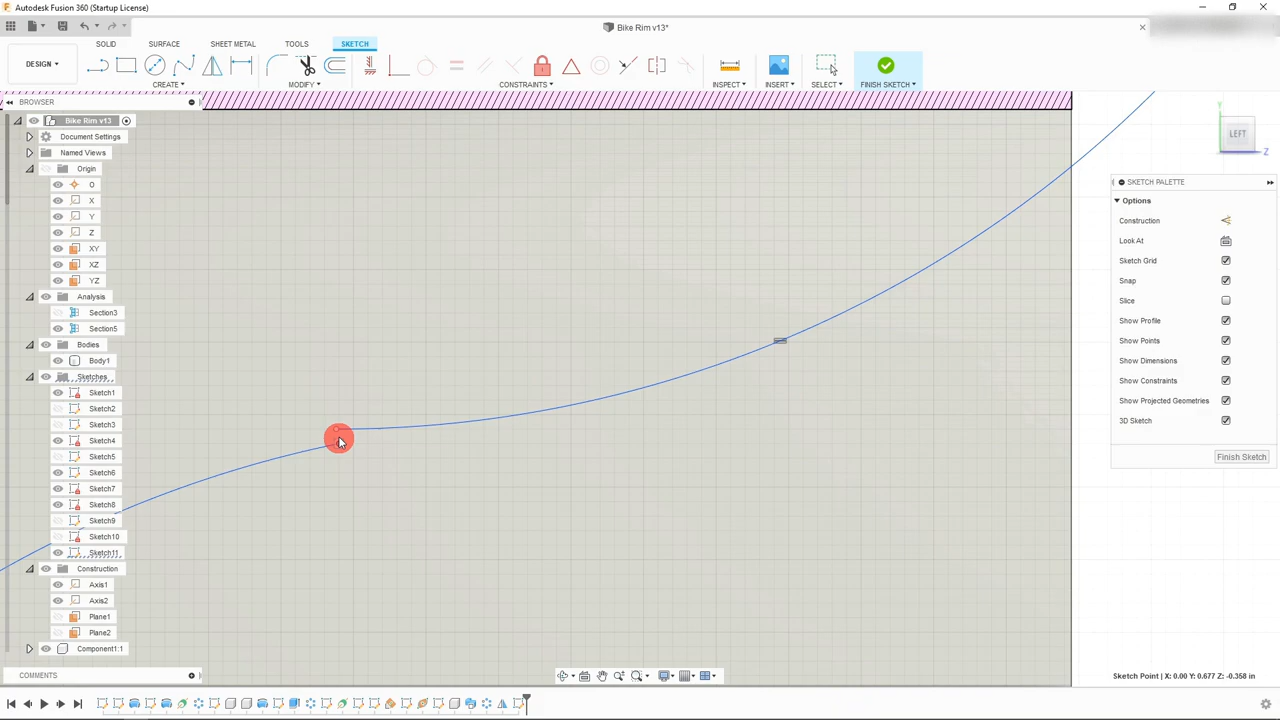 Autodesk Fusion 360 (Startup License)
Bike Rim v13*
DESIGN
SOLID
SURFACE
SHEET METAL
TOOLS
SKETCH
CREATE
MODIFY
CONSTRAINTS
INSPECT
INSERT
SELECT
FINISH SKETCH
BROWSER
Bike Rim v13
Document Settings
Named Views
Origin
O
X
Y
Z
XY
XZ
YZ
Analysis
Section3
Section5
Bodies
Body1
Sketches
Sketch1
Sketch2
Sketch3
Sketch4
Sketch5
Sketch6
Sketch7
Sketch8
Sketch9
Sketch10
Sketch11
Construction
Axis1
Axis2
Plane1
Plane2
Component1:1
COMMENTS
Y
LEFT
Z
SKETCH PALETTE
Options
Construction
Look At
Sketch Grid
Snap
Slice
Show Profile
Show Points
Show Dimensions
Show Constraints
Show Projected Geometries
3D Sketch
Finish Sketch
Sketch Point | X: 0.00 Y: 0.677 Z: -0.358 in